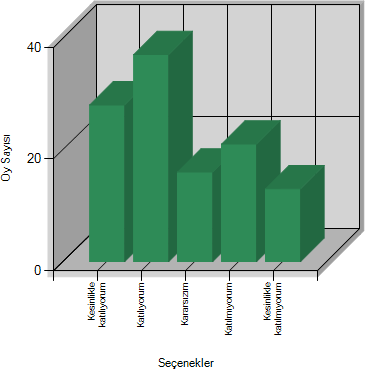 40
20
0
Oy Sayısı
Kesinlikle
katılıyorum
Katılıyorum
Kararsızım
Katılmıyorum
Kesinlikle
katılmıyorum
Seçenekler